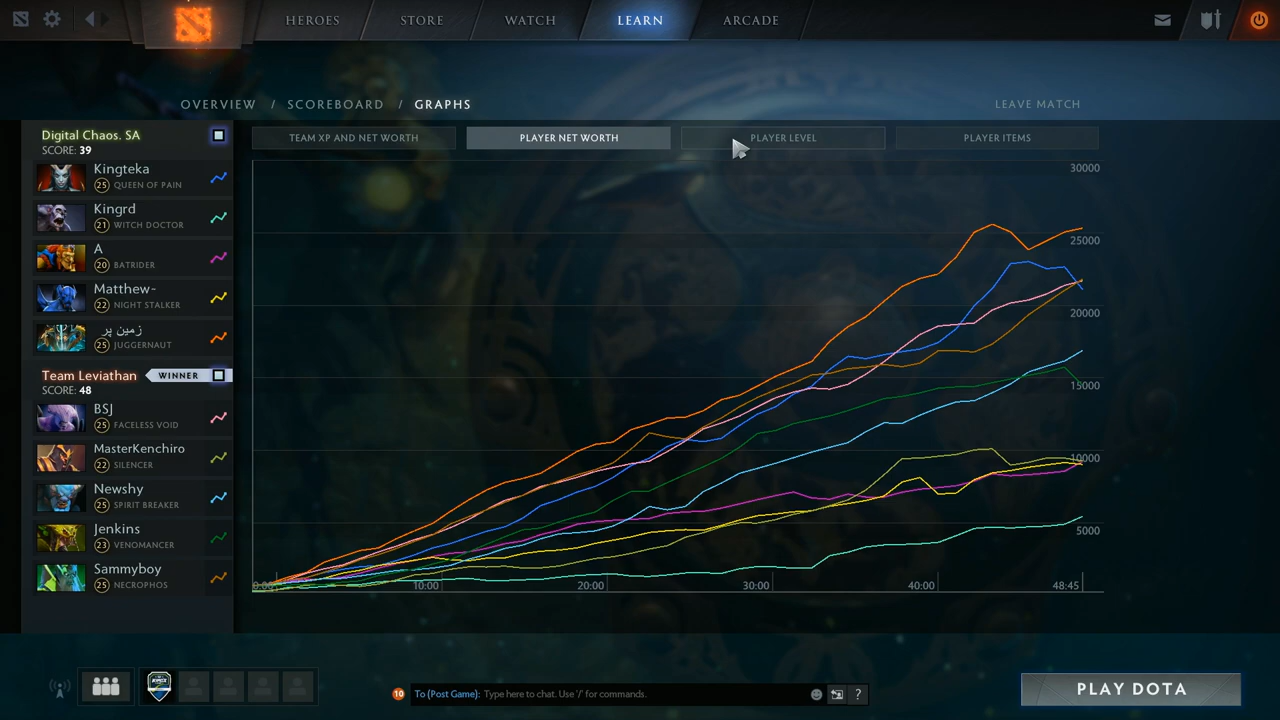 HEROES
STORE
WATCH
LEARN
ARCADE
OVERVIEW / SCOREBOARD / GRAPHS
LEAVE MATCH
Digital Chaos. SA
SCORE: 39
Kingteka
25 QUEEN OF PAIN
Kingrd
21 WITCH DOCTOR
A
20 BATRIDER
Matthew-
22 NIGHT STALKER
زمین پر
25 JUGGERNAUT
Team Leviathan
WINNER
SCORE: 48
BSJ
25 FACELESS VOID
MasterKenchiro
22 SILENCER
Newshy
25 SPIRIT BREAKER
Jenkins
23 VENOMANCER
Sammyboy
25 NECROPHOS
TEAM XP AND NET WORTH
PLAYER NET WORTH
PLAYER LEVEL
PLAYER ITEMS
30000
25000
20000
15000
10000
5000
0:00
10:00
20:00
30:00
40:00
48:45
10
To (Post Game): Type here to chat. Use '/' for commands.
?
PLAY DOTA